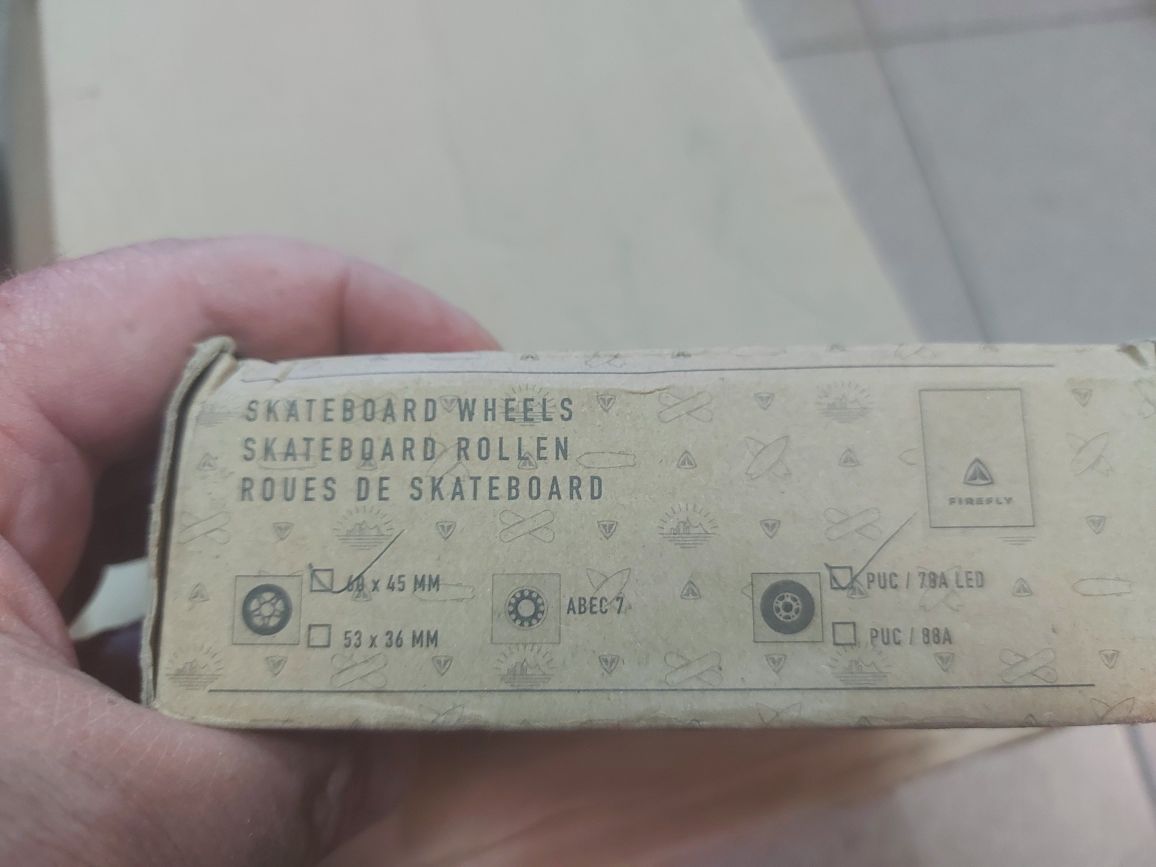 SKATEBOARD WHEELS
SKATEBOARD ROLLEN
ROUES DE SKATEBOARD
FIREFLY
60 x 45 MM
53 x 36 MM
ABEC 7
PUC / 78A LED
PUC / 88A